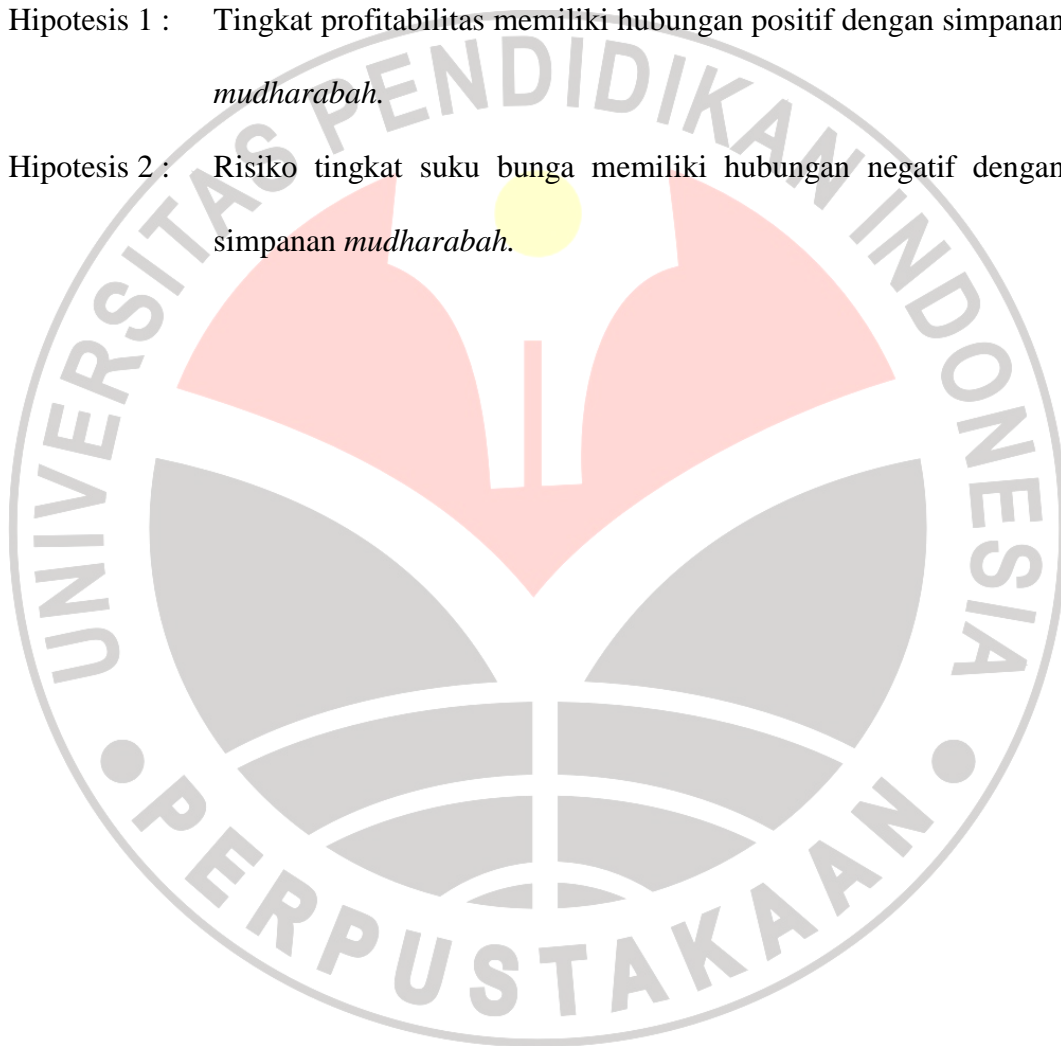 Hipotesis 1 : Tingkat profitabilitas memiliki hubungan positif dengan simpanan
mudharabah.
Hipotesis 2 : Risiko tingkat suku bunga memiliki hubungan negatif dengan
simpanan mudharabah.
UNIVERSITAS PENDIDIKAN INDONESIA
PERPUSTAKAAN